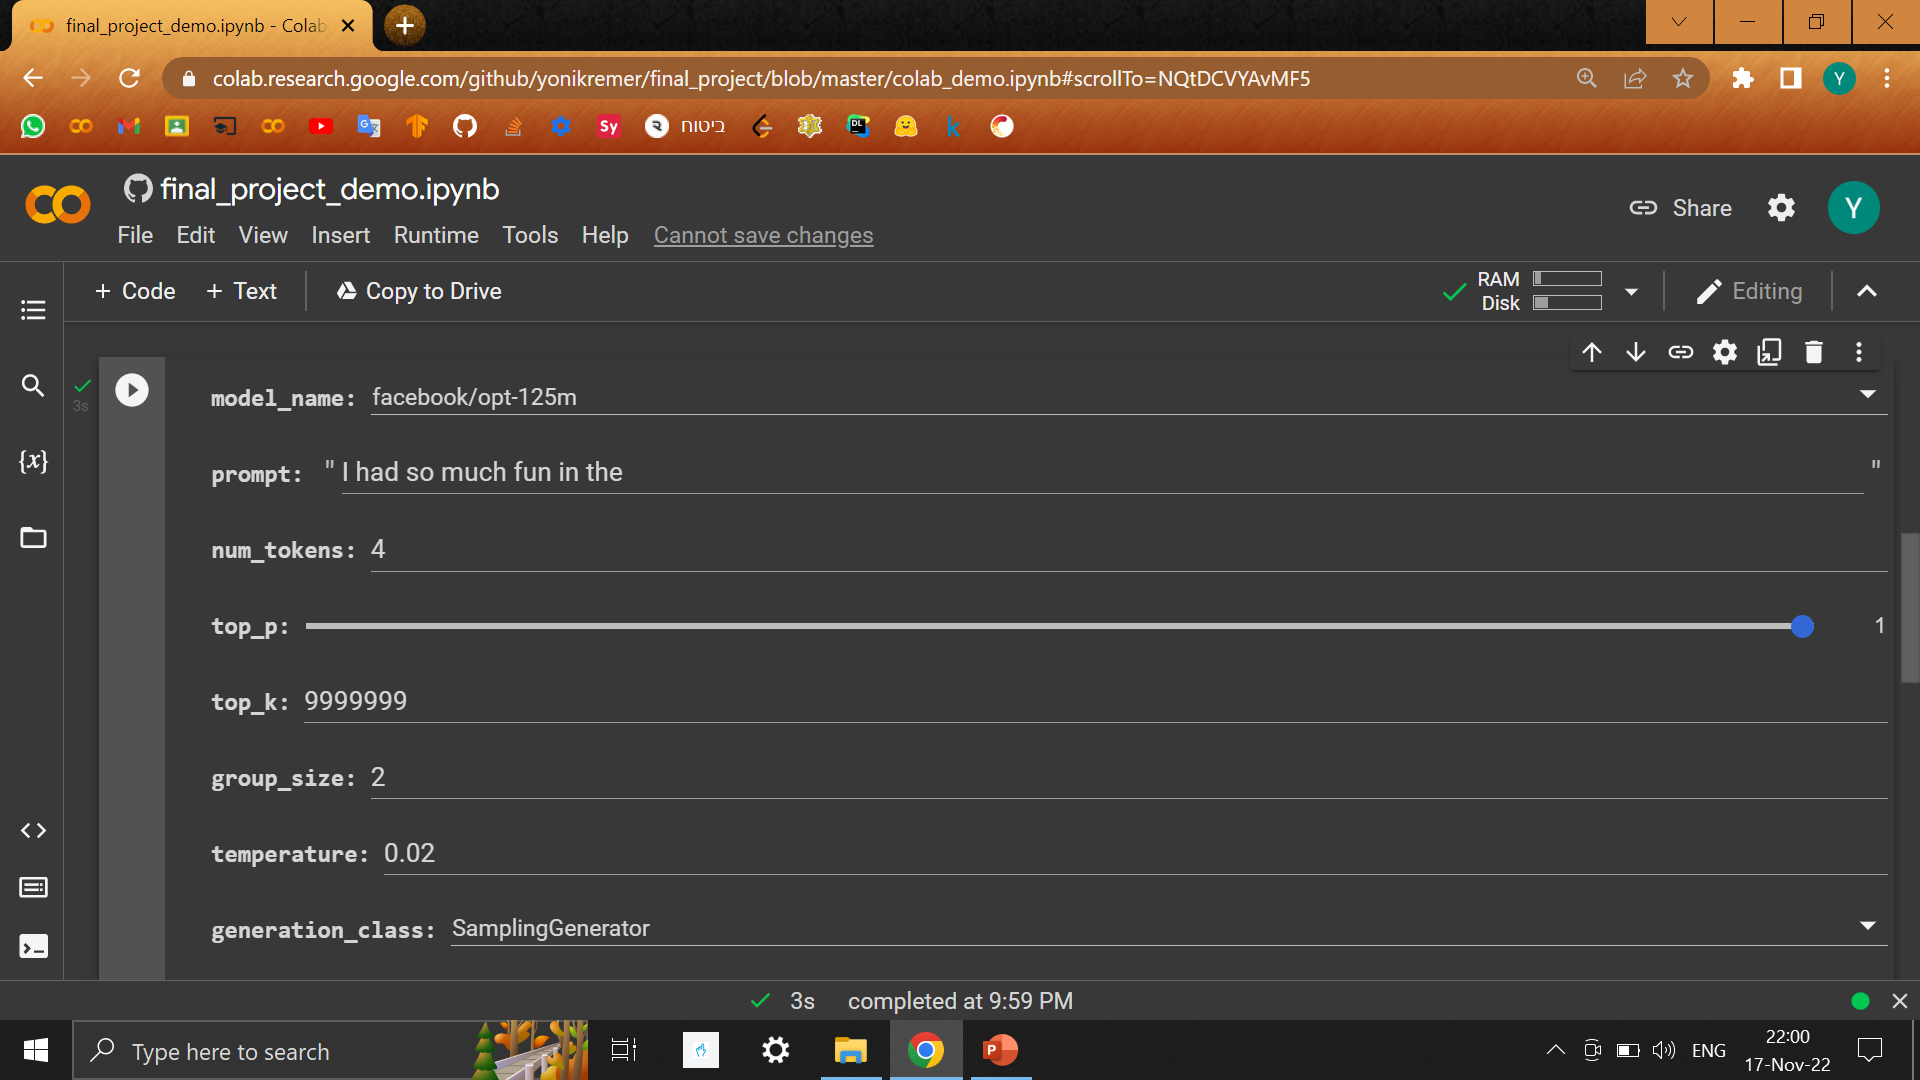 final_project_demo.ipynb - Colab
colab.research.google.com/github/yonikremer/final_project/blob/master/colab_demo.ipynb#scrollTo=NQtDCVYAvMF5
Y
Sy
ביטוח
DL
k
final_project_demo.ipynb
File Edit View Insert Runtime Tools Help Cannot save changes
Share
Y
+ Code + Text Copy to Drive
RAM
Disk
Editing
{x}
3s
model_name: facebook/opt-125m
prompt: " I had so much fun in the "
num_tokens: 4
top_p: 1
top_k: 9999999
group_size: 2
temperature: 0.02
generation_class: SamplingGenerator
3s completed at 9:59 PM
Type here to search
P
ENG
22:00
17-Nov-22